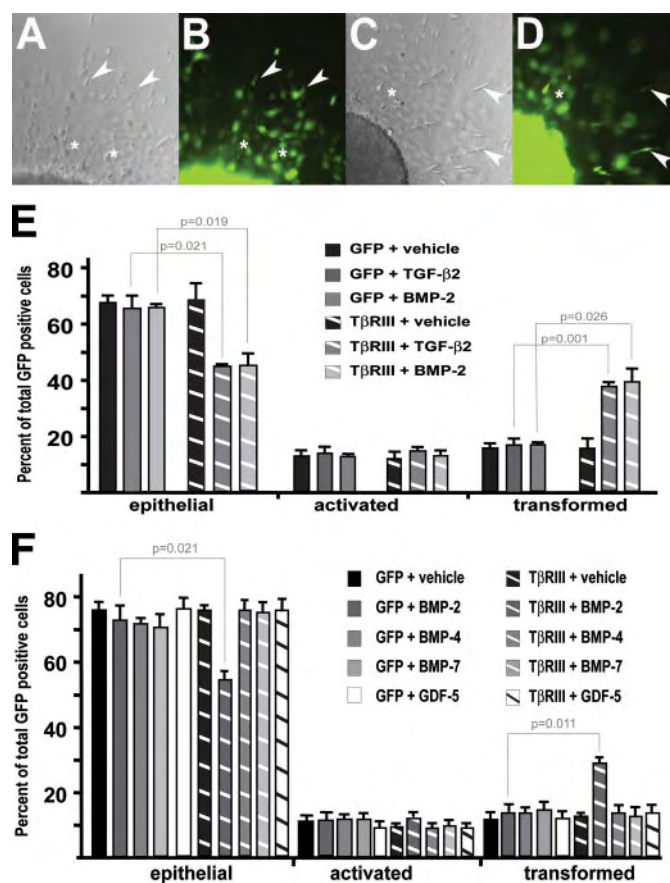 A
B
C
D
*
* *
* *
*
*
E
p=0.019
p=0.021
80
60
40
20
Percent of total GFP positive cells
GFP + vehicle
GFP + TGF-β2
GFP + BMP-2
TβRIII + vehicle
TβRIII + TGF-β2
TβRIII + BMP-2
p=0.026
p=0.001
epithelial
activated
transformed
F
p=0.021
80
60
40
20
Percent of total GFP positive cells
GFP + vehicle
GFP + BMP-2
GFP + BMP-4
GFP + BMP-7
GFP + GDF-5
TβRIII + vehicle
TβRIII + BMP-2
TβRIII + BMP-4
TβRIII + BMP-7
TβRIII + GDF-5
p=0.011
epithelial
activated
transformed